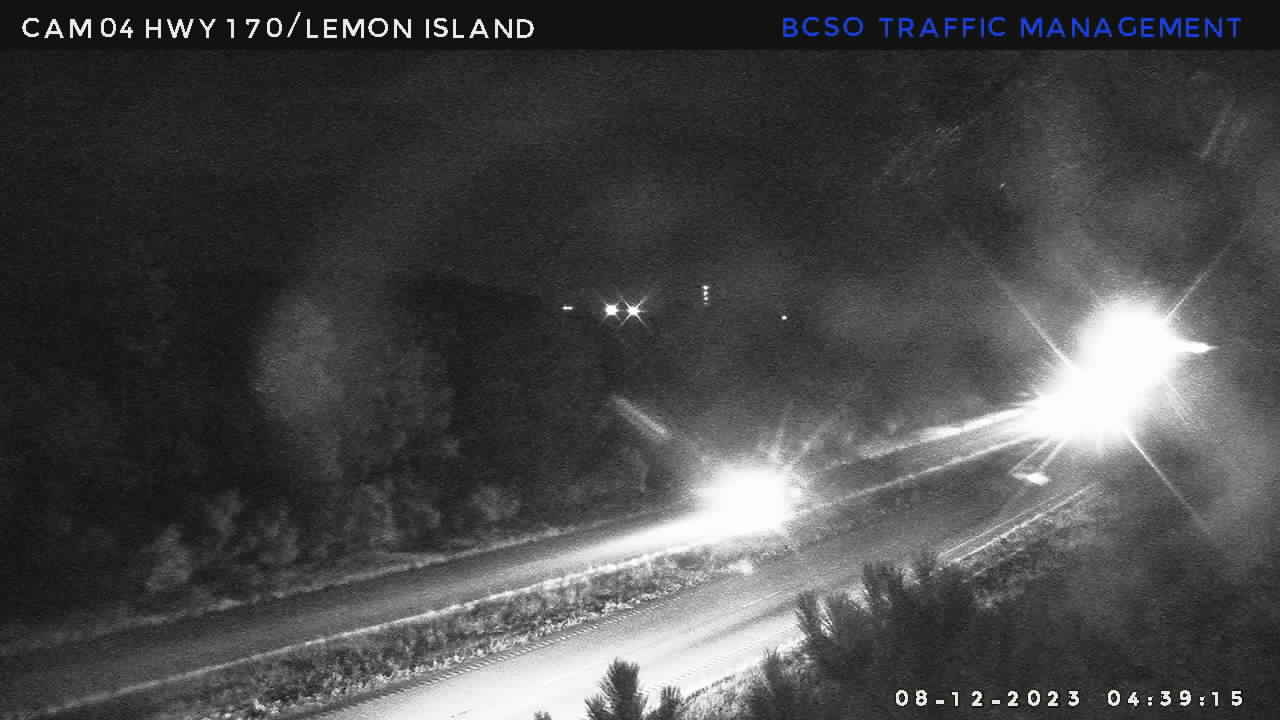 CAM04 HWY 170/LEMON ISLAND
BCSO TRAFFIC MANAGEMENT
08-12-2023 04:39:15